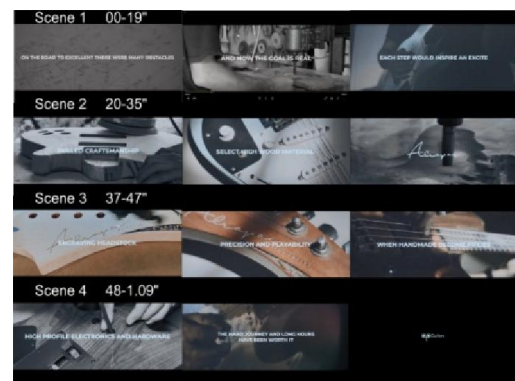 Scene 1 00-19"
ON THE ROAD TO EXCELLENT THERE WERE MANY OBSTACLES
AND NOW THE GOAL IS REAL
EACH STEP WOULD INSPIRE AN EXCITE
Scene 2 20-35"
SKILLED CRAFTSMANSHIP
SELECT HIGH WOOD MATERIAL
Scene 3 37-47"
ENGRAVING HEADSTOCK
PRECISION AND PLAYABILITY
WHEN HANDMADE
Scene 4 48-1.09"
HIGH PROFILE ELECTRONICS AND HARDWARE
THE HARD JOURNEY AND LONG HOURS
HAVE BEEN WORTH IT
Guitars